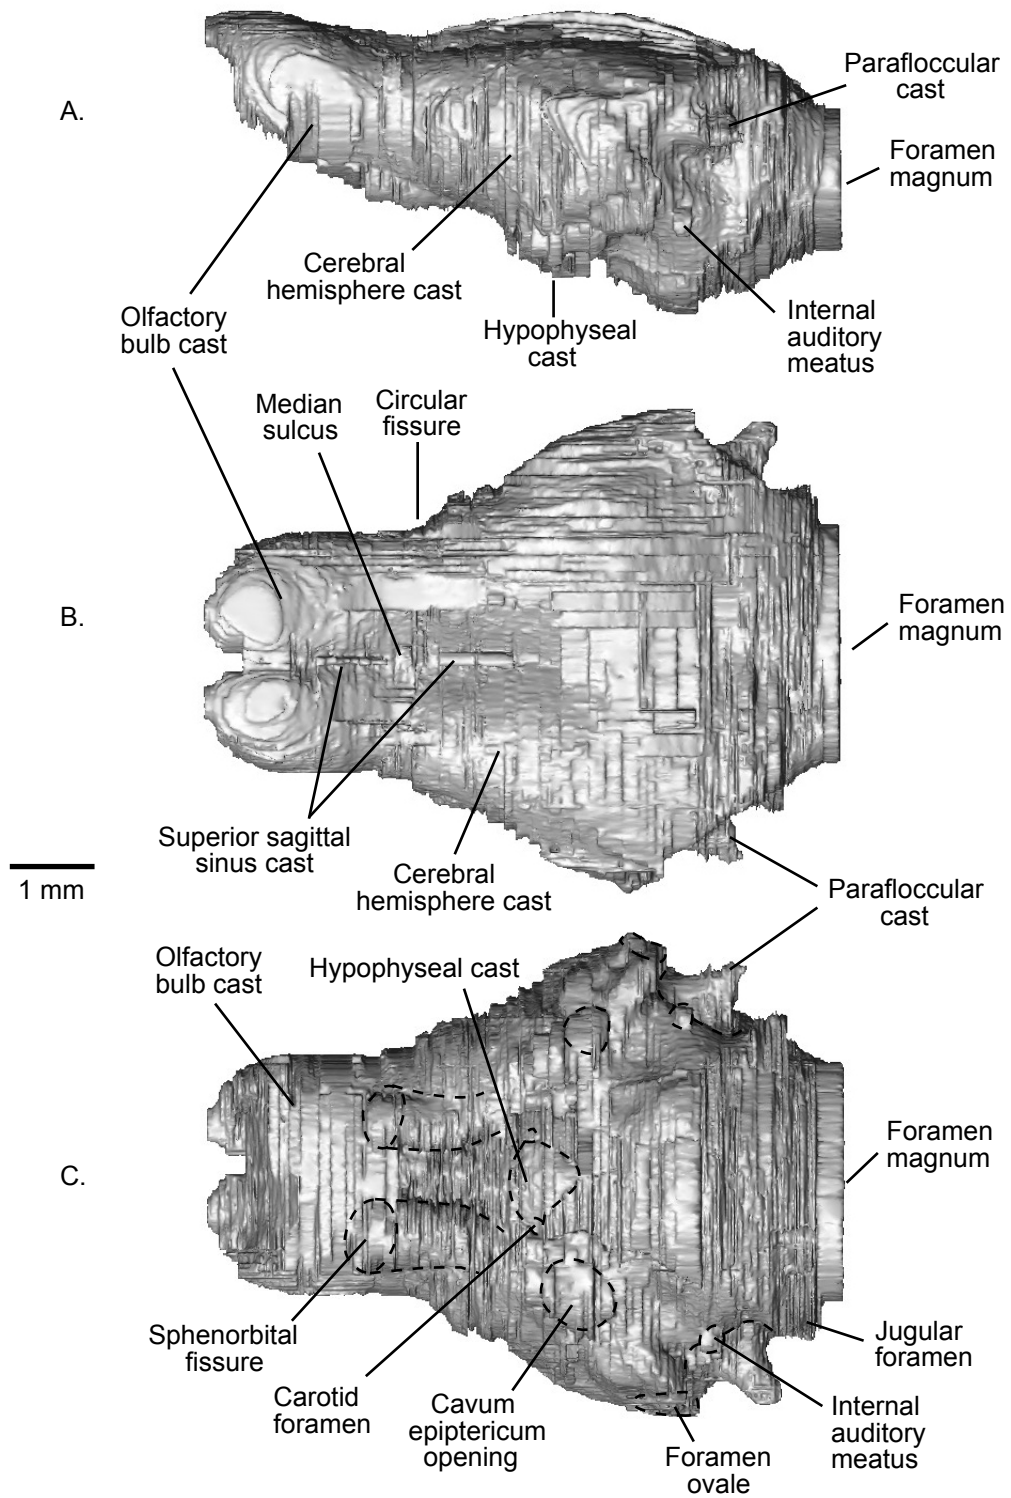 A.
Parafloccular
cast
Foramen
magnum
Cerebral
hemisphere cast
Olfactory
bulb cast
Hypophyseal
cast
Internal
auditory
meatus
Median
sulcus
Circular
fissure
B.
Foramen
magnum
Superior sagittal
sinus cast
1 mm
Cerebral
hemisphere cast
Parafloccular
cast
Olfactory
bulb cast
Hypophyseal cast
C.
Foramen
magnum
Sphenorbital
fissure
Carotid
foramen
Cavum
epiptericum
opening
Foramen
ovale
Jugular
foramen
Internal
auditory
meatus